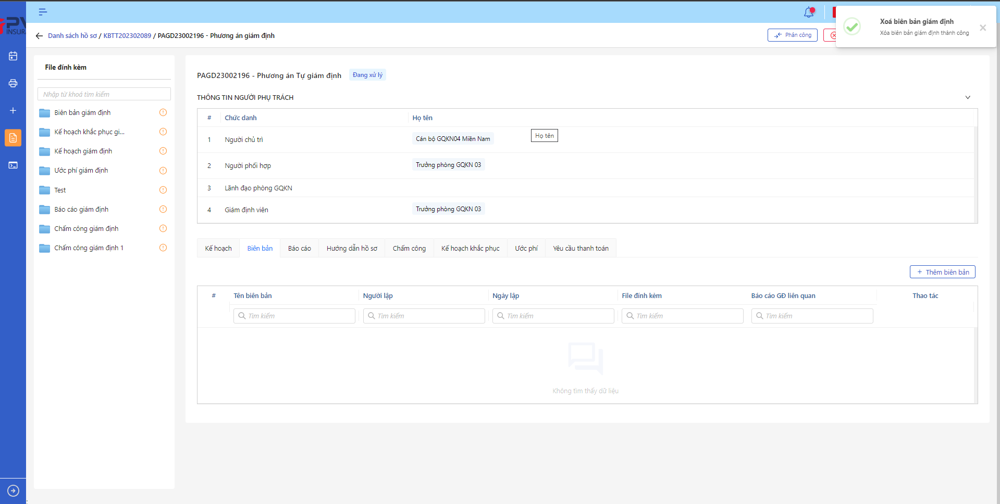 PV
INSURA
Danh sách hồ sơ / KBTT202302089 / PAGD23002196 - Phương án giám định
Phân công
Xoá biên bản giám định
Xóa biên bản giám định thành công
File đính kèm
Nhập từ khoá tìm kiếm
Biên bản giám định
Kế hoạch khắc phục gi...
Kế hoạch giám định
Ước phí giám định
Test
Báo cáo giám định
Chấm công giám định
Chấm công giám định 1
PAGD23002196 - Phương án Tự giám định
Đang xử lý
THÔNG TIN NGƯỜI PHỤ TRÁCH
# Chức danh Họ tên
1 Người chủ trì Cán bộ GQKN04 Miền Nam
Họ tên
2 Người phối hợp Trưởng phòng GQKN 03
3 Lãnh đạo phòng GQKN
4 Giám định viên Trưởng phòng GQKN 03
Kế hoạch Biên bản Báo cáo Hướng dẫn hồ sơ Chấm công Kế hoạch khắc phục Ước phí Yêu cầu thanh toán
+ Thêm biên bản
# Tên biên bản Người lập Ngày lập File đính kèm Báo cáo GĐ liên quan Thao tác
Tìm kiếm Tìm kiếm Tìm kiếm Tìm kiếm Tìm kiếm
Không tìm thấy dữ liệu